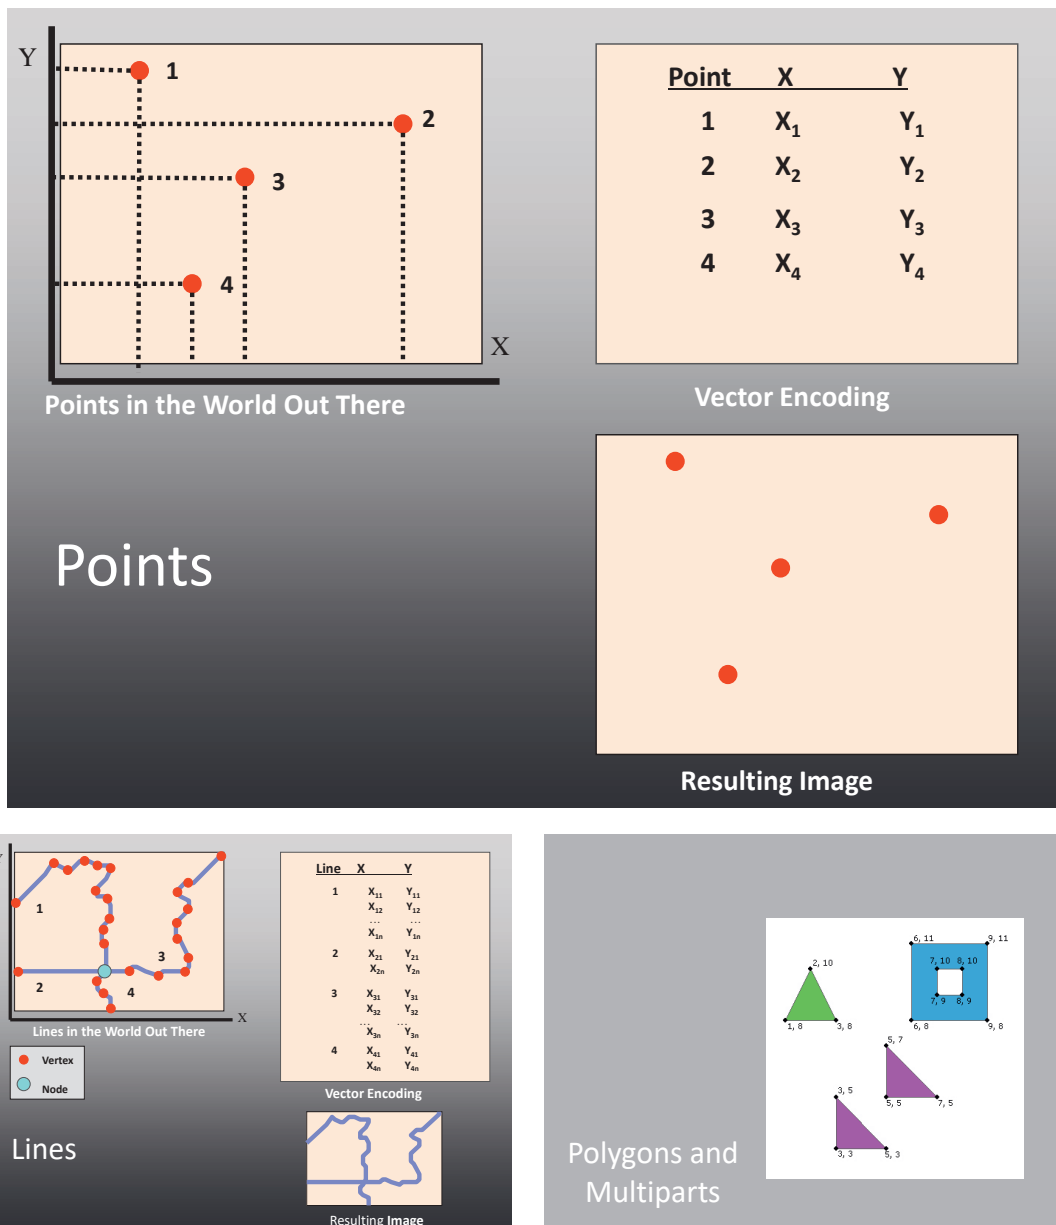 Y
1
2
3
4
X
Points in the World Out There
Point X Y
1 X1 Y1
2 X2 Y2
3 X3 Y3
4 X4 Y4
Vector Encoding
Points
Resulting Image
1
2
3
4
X
Lines in the World Out There
Vertex
Node
Lines
Line X Y
1 X11 Y11
X12 Y12
... ...
X1n Y1n
2 X21 Y21
X2n Y2n
3 X31 Y31
X32 Y32
... ...
X3n Y3n
4 X41 Y41
X4n Y4n
Vector Encoding
Resulting Image
6, 11 9, 11
2, 10 7, 10 8, 10
7, 9 8, 9
1, 8 3, 8 6, 8 9, 8
5, 7
3, 5 5, 5 7, 5
3, 3 5, 3
Polygons and
Multiparts